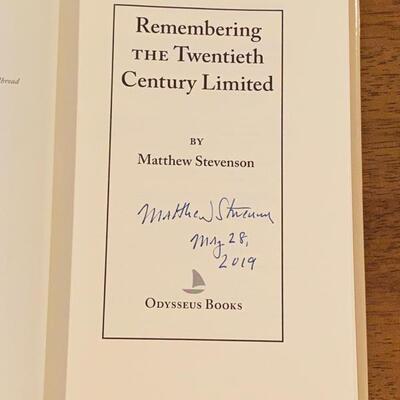 Remembering
THE Twentieth
Century Limited
BY
Matthew Stevenson
Matthew Stevenson
May 28,
2019
ODYSSEUS BOOKS